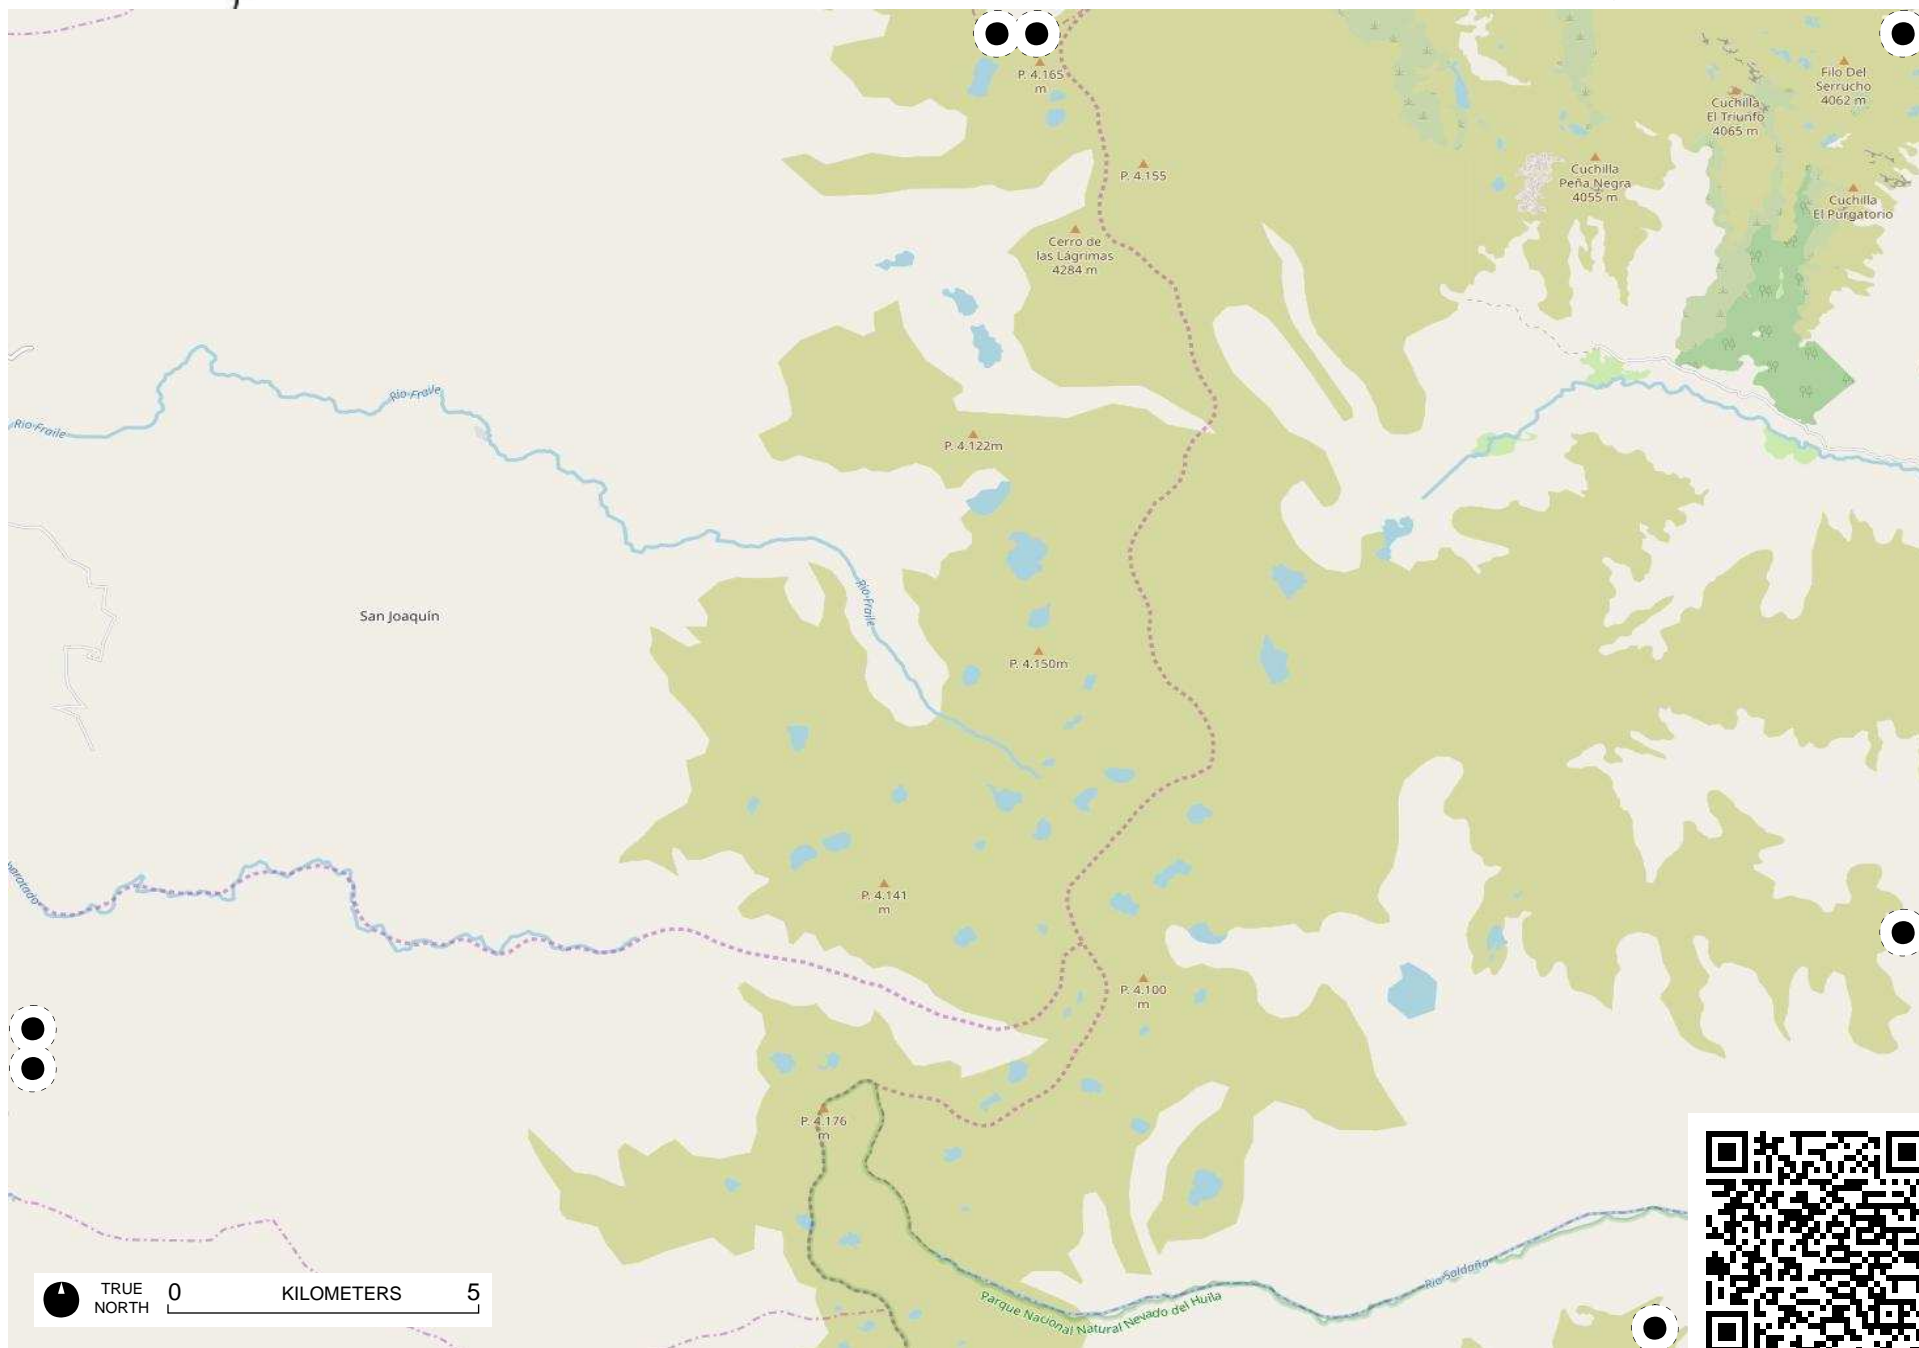 P. 4.165
m
Filo Del
Serrucho
4062 m
Cuchilla
El Triunfo
4065 m
P. 4.155
Cuchilla
Peña Negra
4055 m
Cuchilla
El Purgatorio
Cerro de
las Lágrimas
4284 m
Río Fraile
Río Fraile
P. 4.122m
Río Fraile
San Joaquín
P. 4.150m
P. 4.141
m
P. 4.100
m
P. 4.176
m
Río Saldaña
Parque Nacional Natural Nevado del Huila
TRUE
NORTH
0 KILOMETERS 5